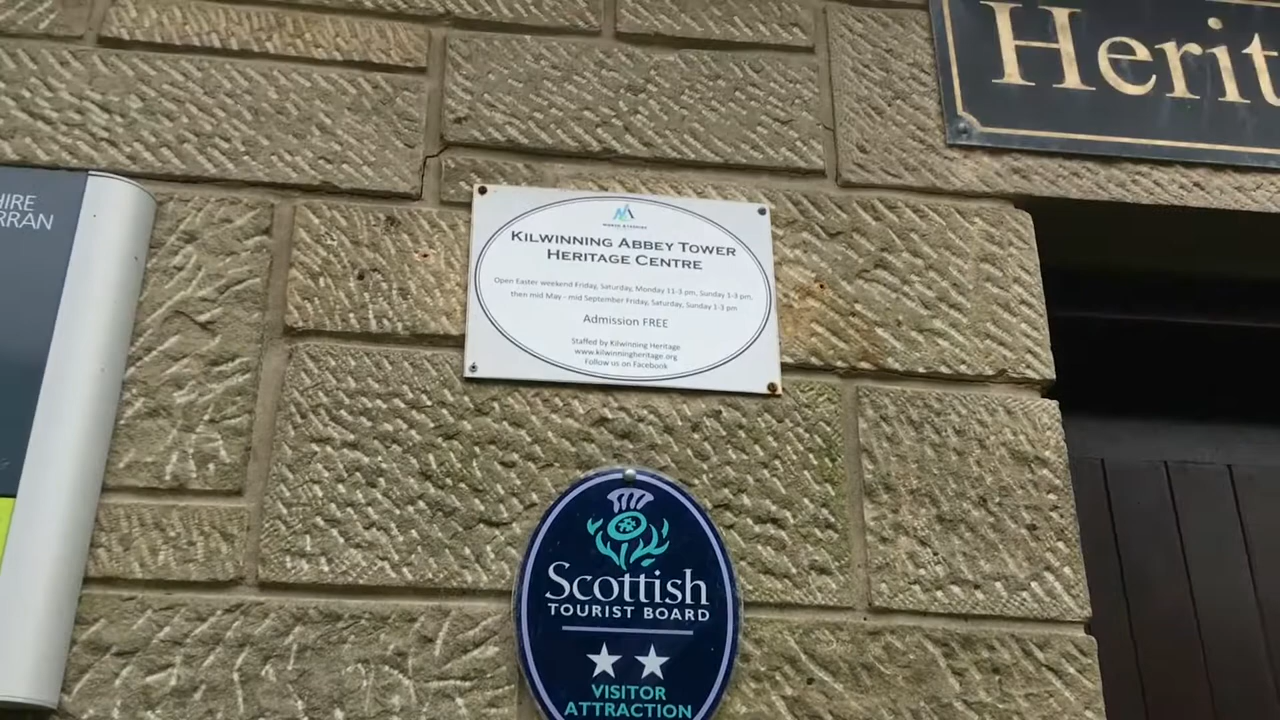 Herit
HIRE
RRAN
NORTH AYRSHIRE
KILWINNING ABBEY TOWER
HERITAGE CENTRE
Open Easter weekend Friday, Saturday, Monday 11-3 pm, Sunday 1-3 pm,
then mid May - mid September Friday, Saturday, Sunday 1-3 pm
Admission FREE
Staffed by Kilwinning Heritage
www.kilwinningheritage.org
Follow us on Facebook
Scottish
TOURIST BOARD
VISITOR
ATTRACTION